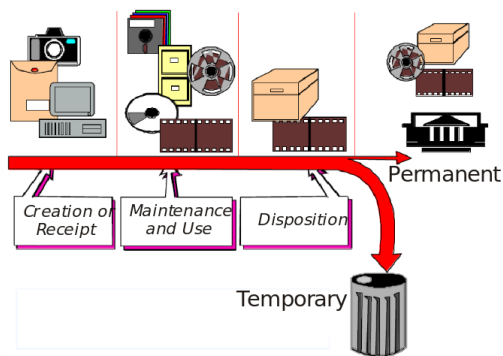 Permanent
Creation or
Receipt
Maintenance
and Use
Disposition
Temporary